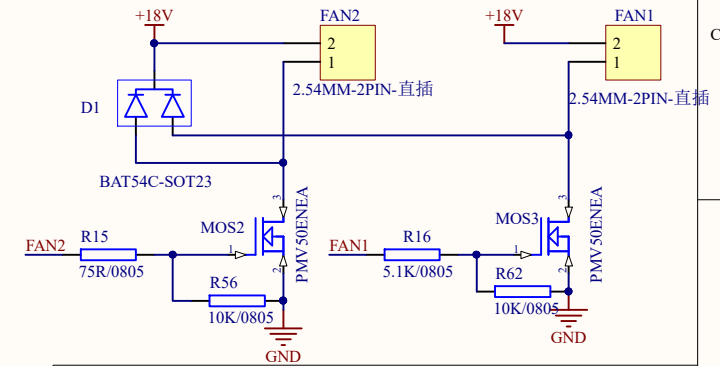 +18V
FAN2
+18V
FAN1
C
2
1
2
1
2.54MM-2PIN-直插
2.54MM-2PIN-直插
D1
BAT54C-SOT23
3
3
MOS2
PMV50ENEA
MOS3
PMV50ENEA
FAN2
R15
1
FAN1
R16
1
75R/0805
2
5.1K/0805
2
R56
R62
10K/0805
10K/0805
GND
GND